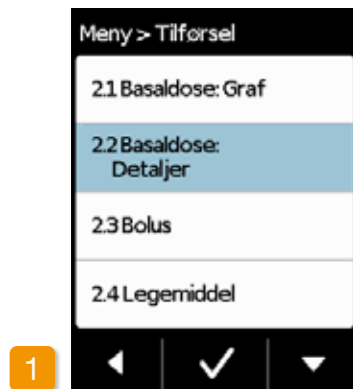 Meny > Tilførsel
2.1 Basaldose: Graf
2.2 Basaldose:
Detaljer
2.3 Bolus
2.4 Legemiddel
1